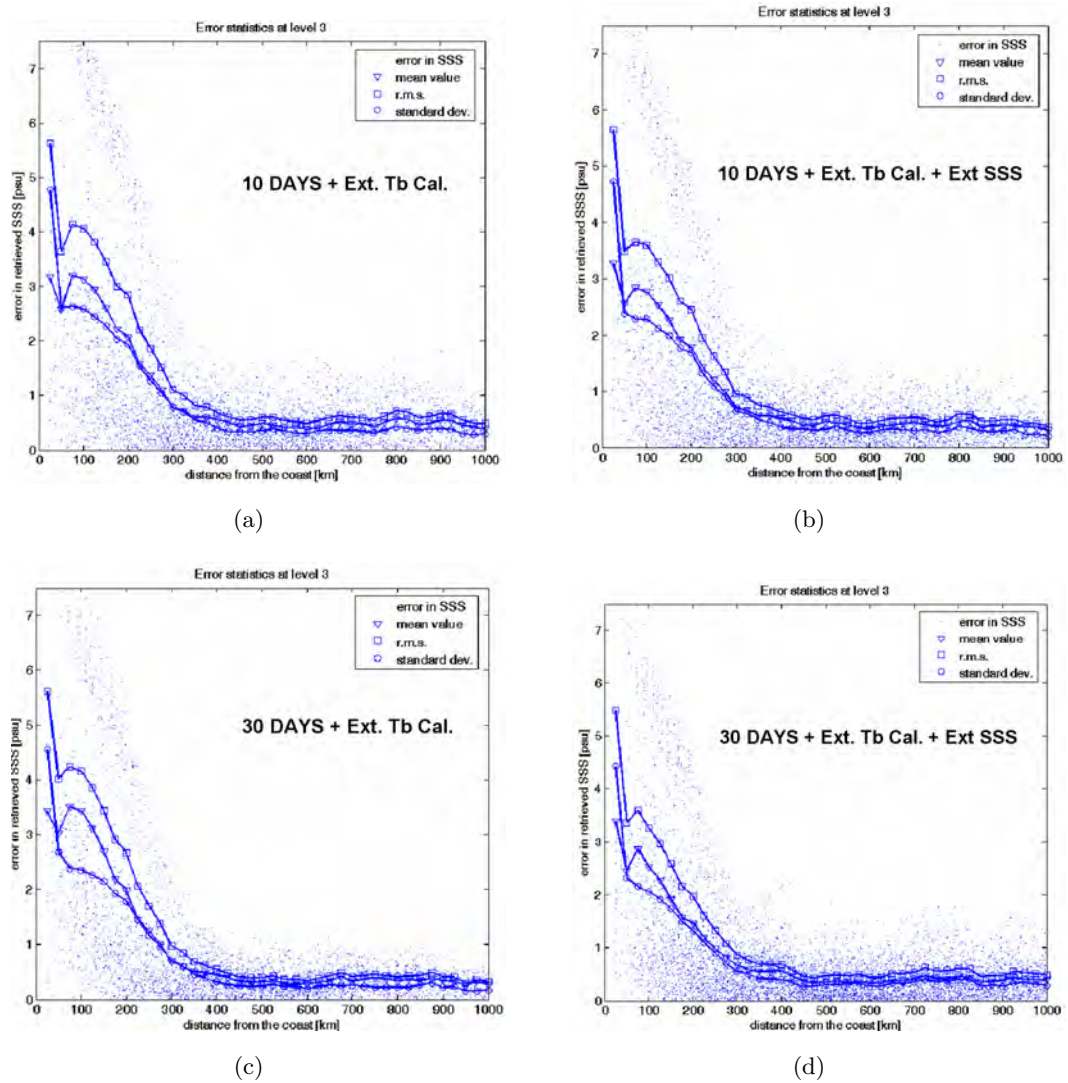 Error statistics at level 3
error in SSS
mean value
r.m.s.
standard dev.
10 DAYS + Ext. Tb Cal.
error in retrieved SSS [psu]
7
6
5
4
3
2
1
0
0 100 200 300 400 500 600 700 800 900 1000
distance from the coast [km]
(a)
Error statistics at level 3
error in SSS
mean value
r.m.s.
standard dev.
10 DAYS + Ext. Tb Cal. + Ext SSS
error in retrieved SSS [psu]
7
6
5
4
3
2
1
0
0 100 200 300 400 500 600 700 800 900 1000
distance from the coast [km]
(b)
Error statistics at level 3
error in SSS
mean value
r.m.s.
standard dev.
30 DAYS + Ext. Tb Cal.
error in retrieved SSS [psu]
7
6
5
4
3
2
1
0
0 100 200 300 400 500 600 700 800 900 1000
distance from the coast [km]
(c)
Error statistics at level 3
error in SSS
mean value
r.m.s.
standard dev.
30 DAYS + Ext. Tb Cal. + Ext SSS
error in retrieved SSS [psu]
7
6
5
4
3
2
1
0
0 100 200 300 400 500 600 700 800 900 1000
distance from the coast [km]
(d)